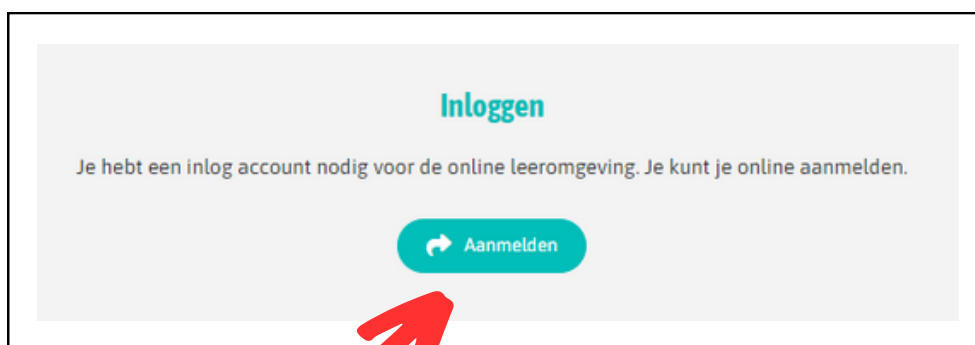 Inloggen
Je hebt een inlog account nodig voor de online leeromgeving. Je kunt je online aanmelden.
Aanmelden